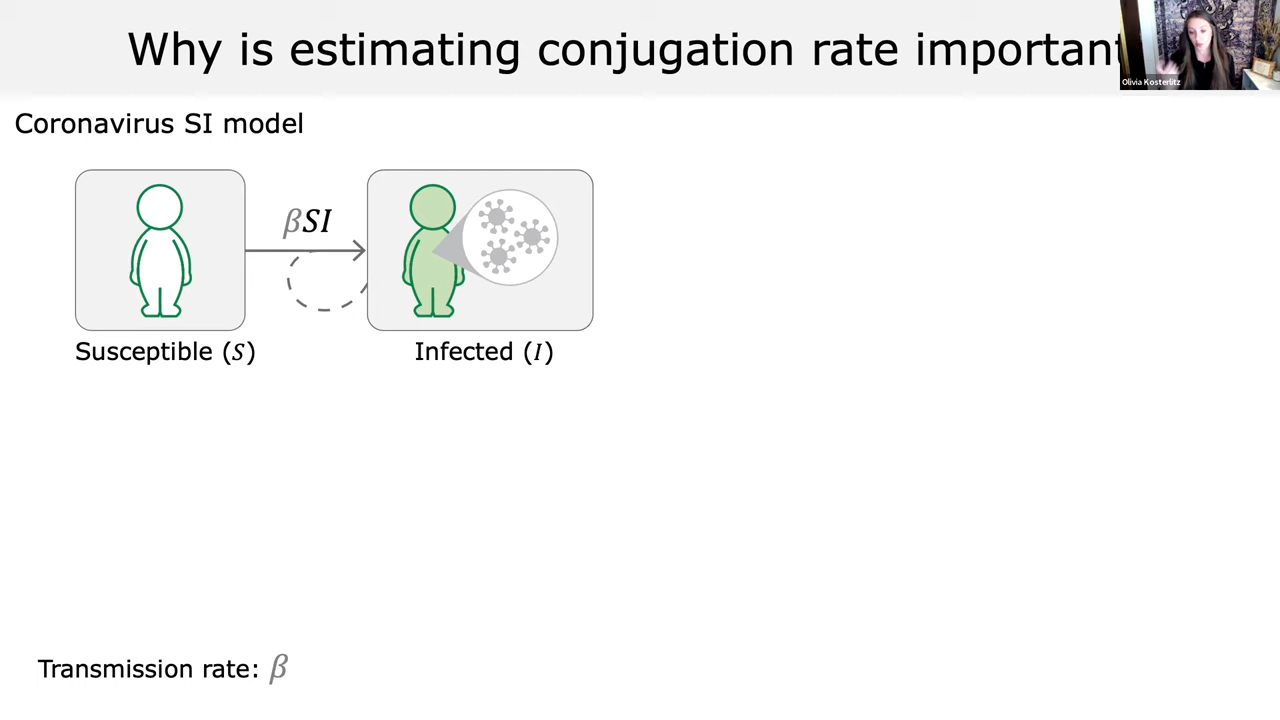 Why is estimating conjugation rate important
Olivia Kosterlitz
Coronavirus SI model
βSI
Susceptible (S)
Infected (I)
Transmission rate: β